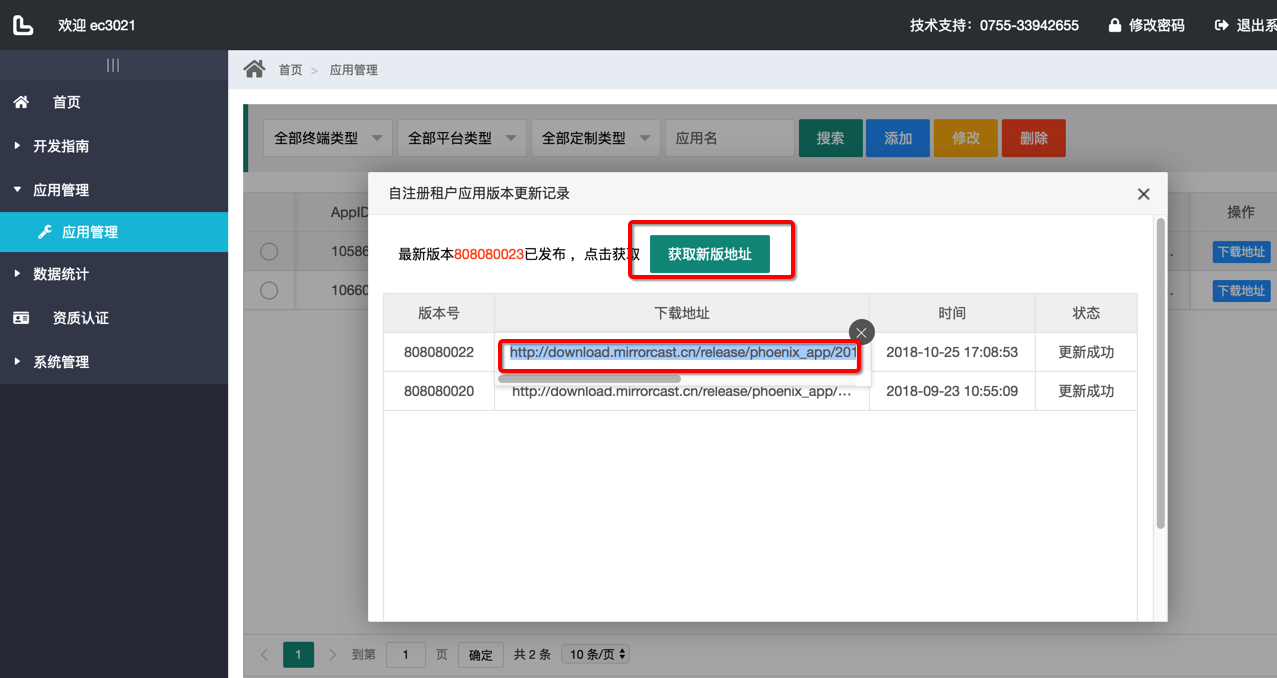 欢迎 ec3021
技术支持：0755-33942655 修改密码 退出系
首页
开发指南
应用管理
应用管理
数据统计
资质认证
系统管理
首页 > 应用管理
全部终端类型 全部平台类型 全部定制类型 应用名 搜索 添加 修改 删除
AppID 操作
10586 下载地址
10660 下载地址
自注册租户应用版本更新记录
最新版本808080023已发布 ，点击获取 获取新版地址
版本号 下载地址 时间 状态
808080022 http://download.mirrorcast.cn/release/phoenix_app/201 2018-10-25 17:08:53 更新成功
808080020 http://download.mirrorcast.cn/release/phoenix_app/… 2018-09-23 10:55:09 更新成功
1 到第 1 页 确定 共 2 条 10 条/页